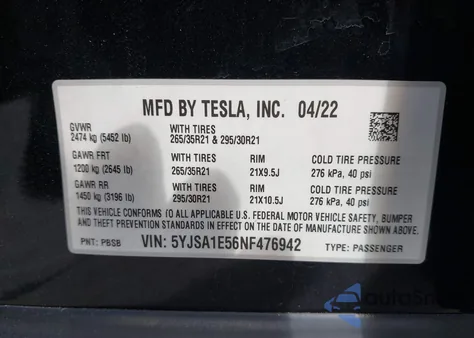 MFD BY TESLA, INC. 04/22
GVWR
2474 kg (5452 lb)
WITH TIRES
265/35R21 & 295/30R21
GAWR FRT
1200 kg (2645 lb)
WITH TIRES
265/35R21
RIM
21X9.5J
COLD TIRE PRESSURE
276 kPa, 40 psi
GAWR RR
1450 kg (3196 lb)
WITH TIRES
295/30R21
RIM
21X10.5J
COLD TIRE PRESSURE
276 kPa, 40 psi
THIS VEHICLE CONFORMS TO ALL APPLICABLE U.S. FEDERAL MOTOR VEHICLE SAFETY, BUMPER
AND THEFT PREVENTION STANDARDS IN EFFECT ON THE DATE OF MANUFACTURE SHOWN ABOVE.
PNT: PBSB VIN: 5YJSA1E56NF476942 TYPE: PASSENGER